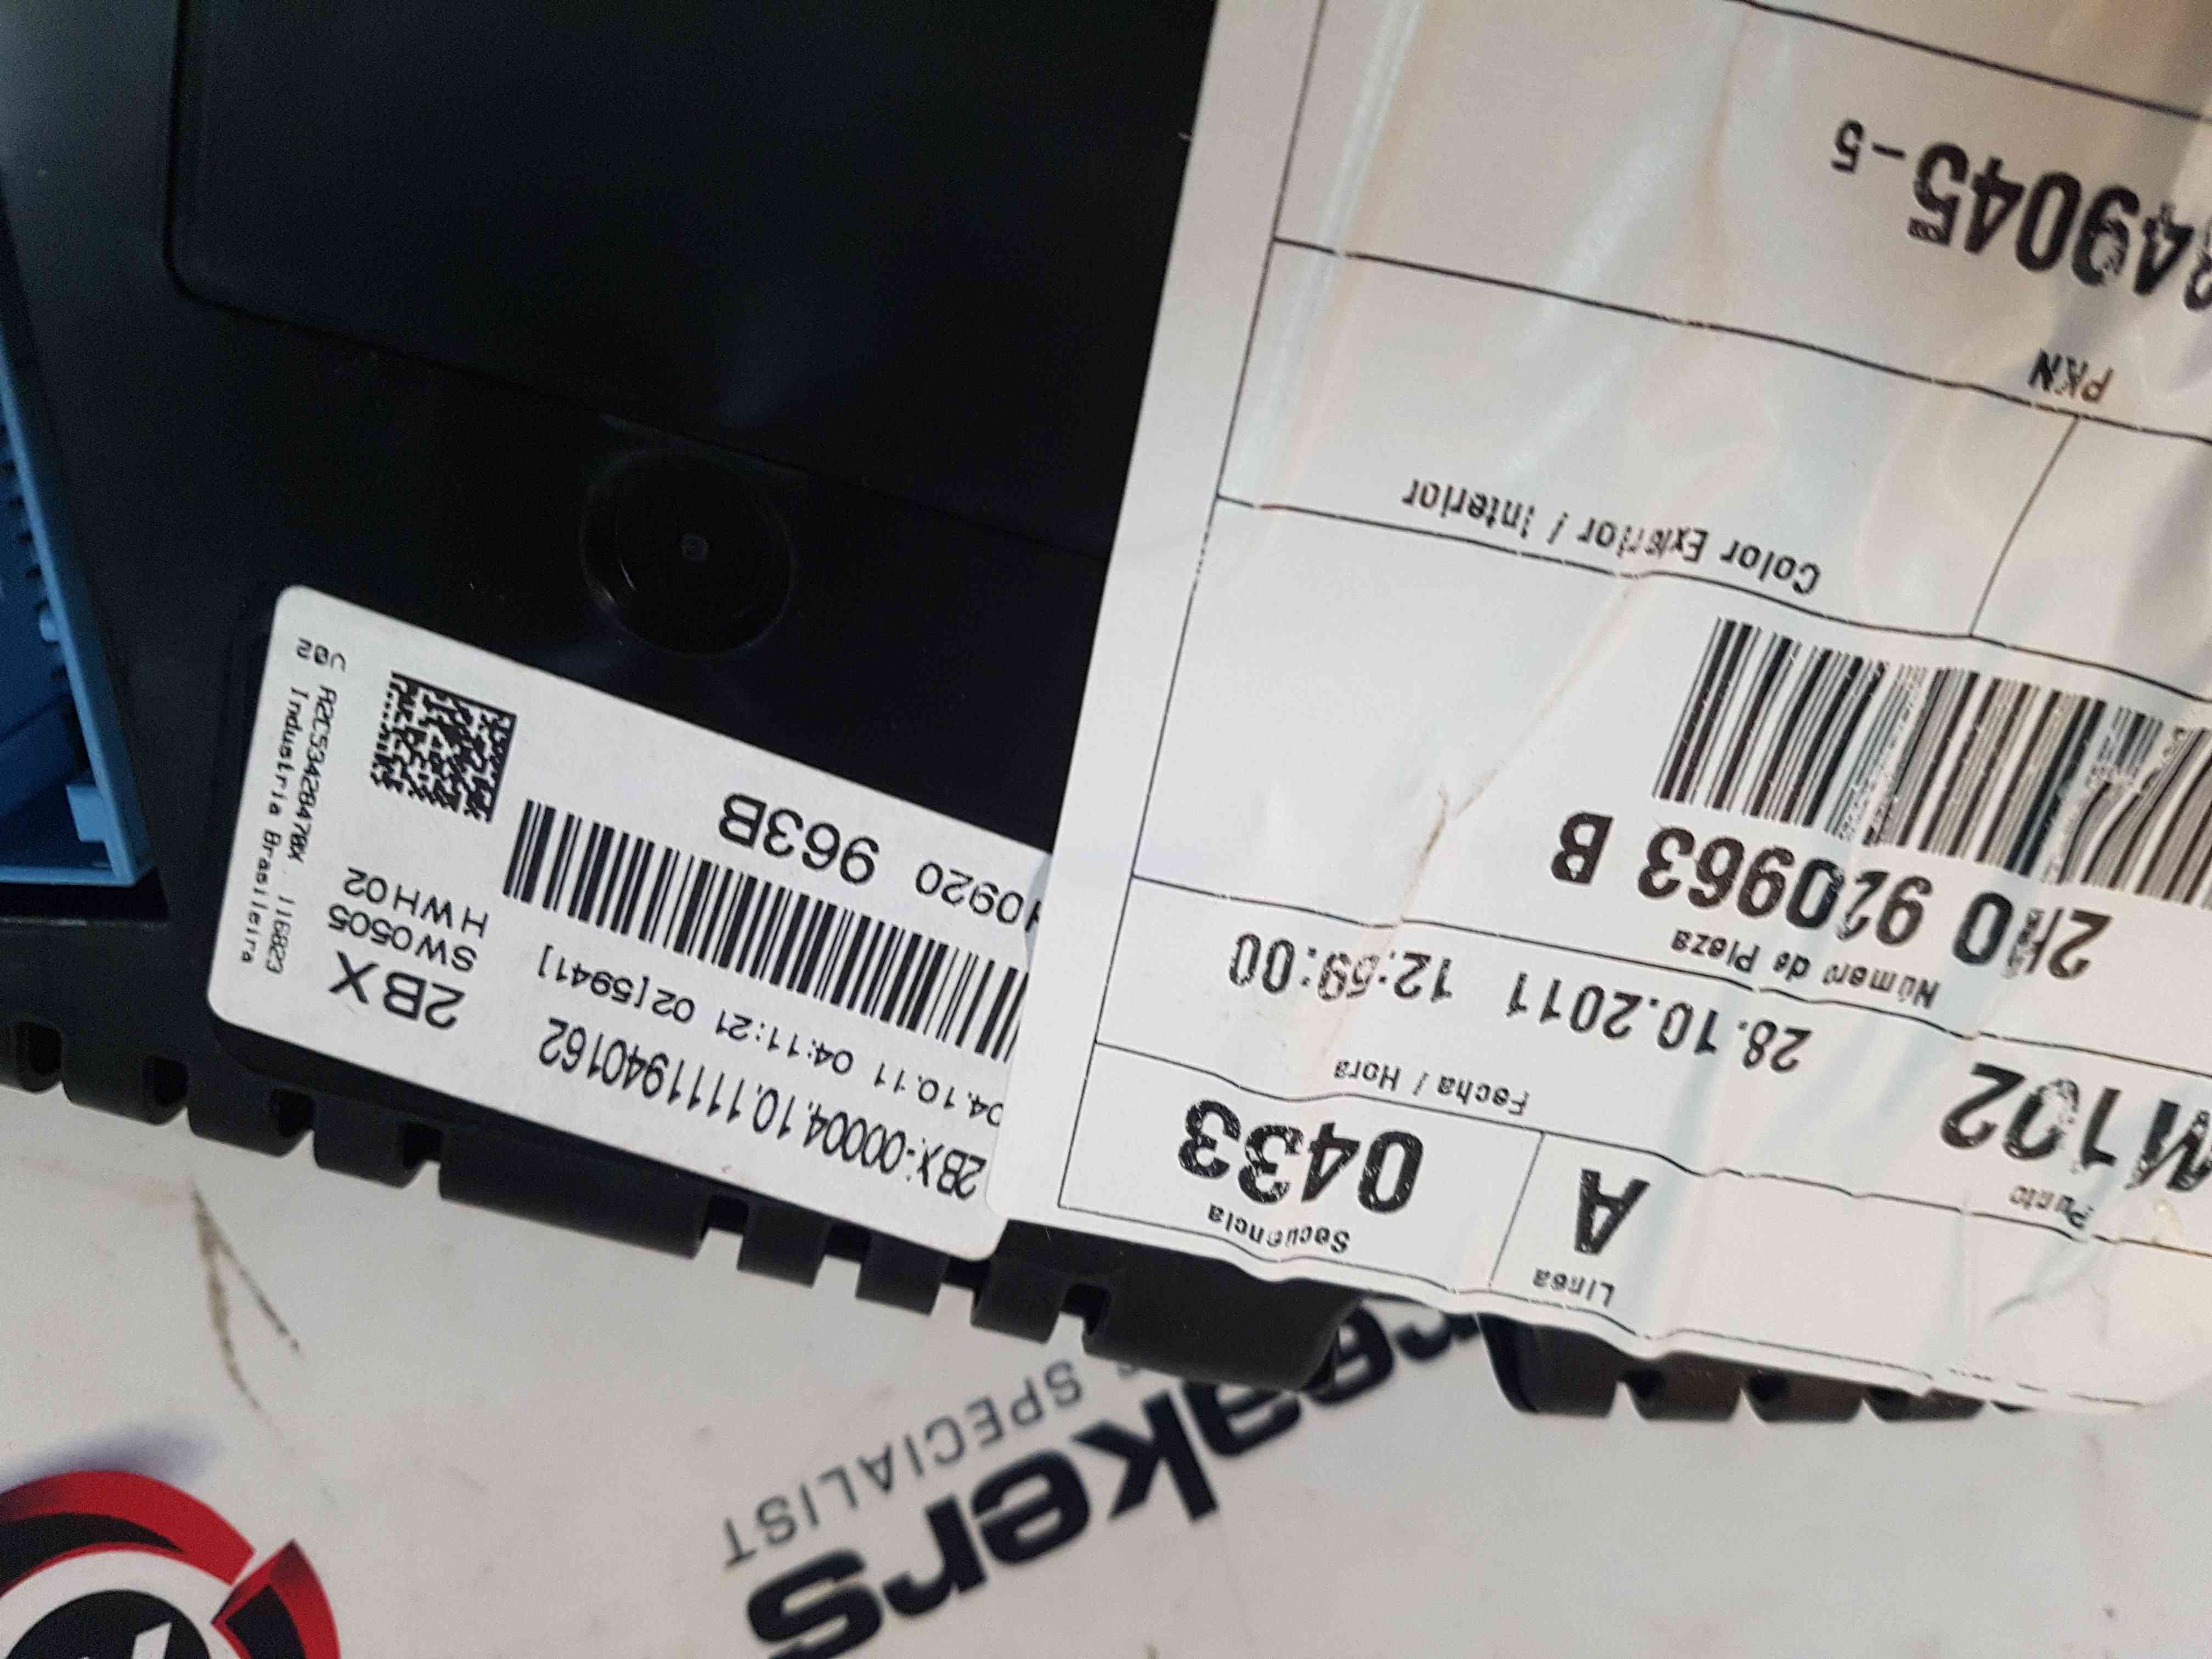 Linea
A
Secuencia
0433
Punto
M102
Fecha / Hora
28.10.2011 12:59:00
Número de Pieza
2H0 920963 B
Color Exterior / Interior
PKN
49045-5
2BX-00004.10.1111940162
04.10.11 04:11:21 02[5941]
2BX
SW0505
HWH02
0920 963B
A2C53428470X 116823
Industria Brasileira
V02
reakers
SPECIALIST